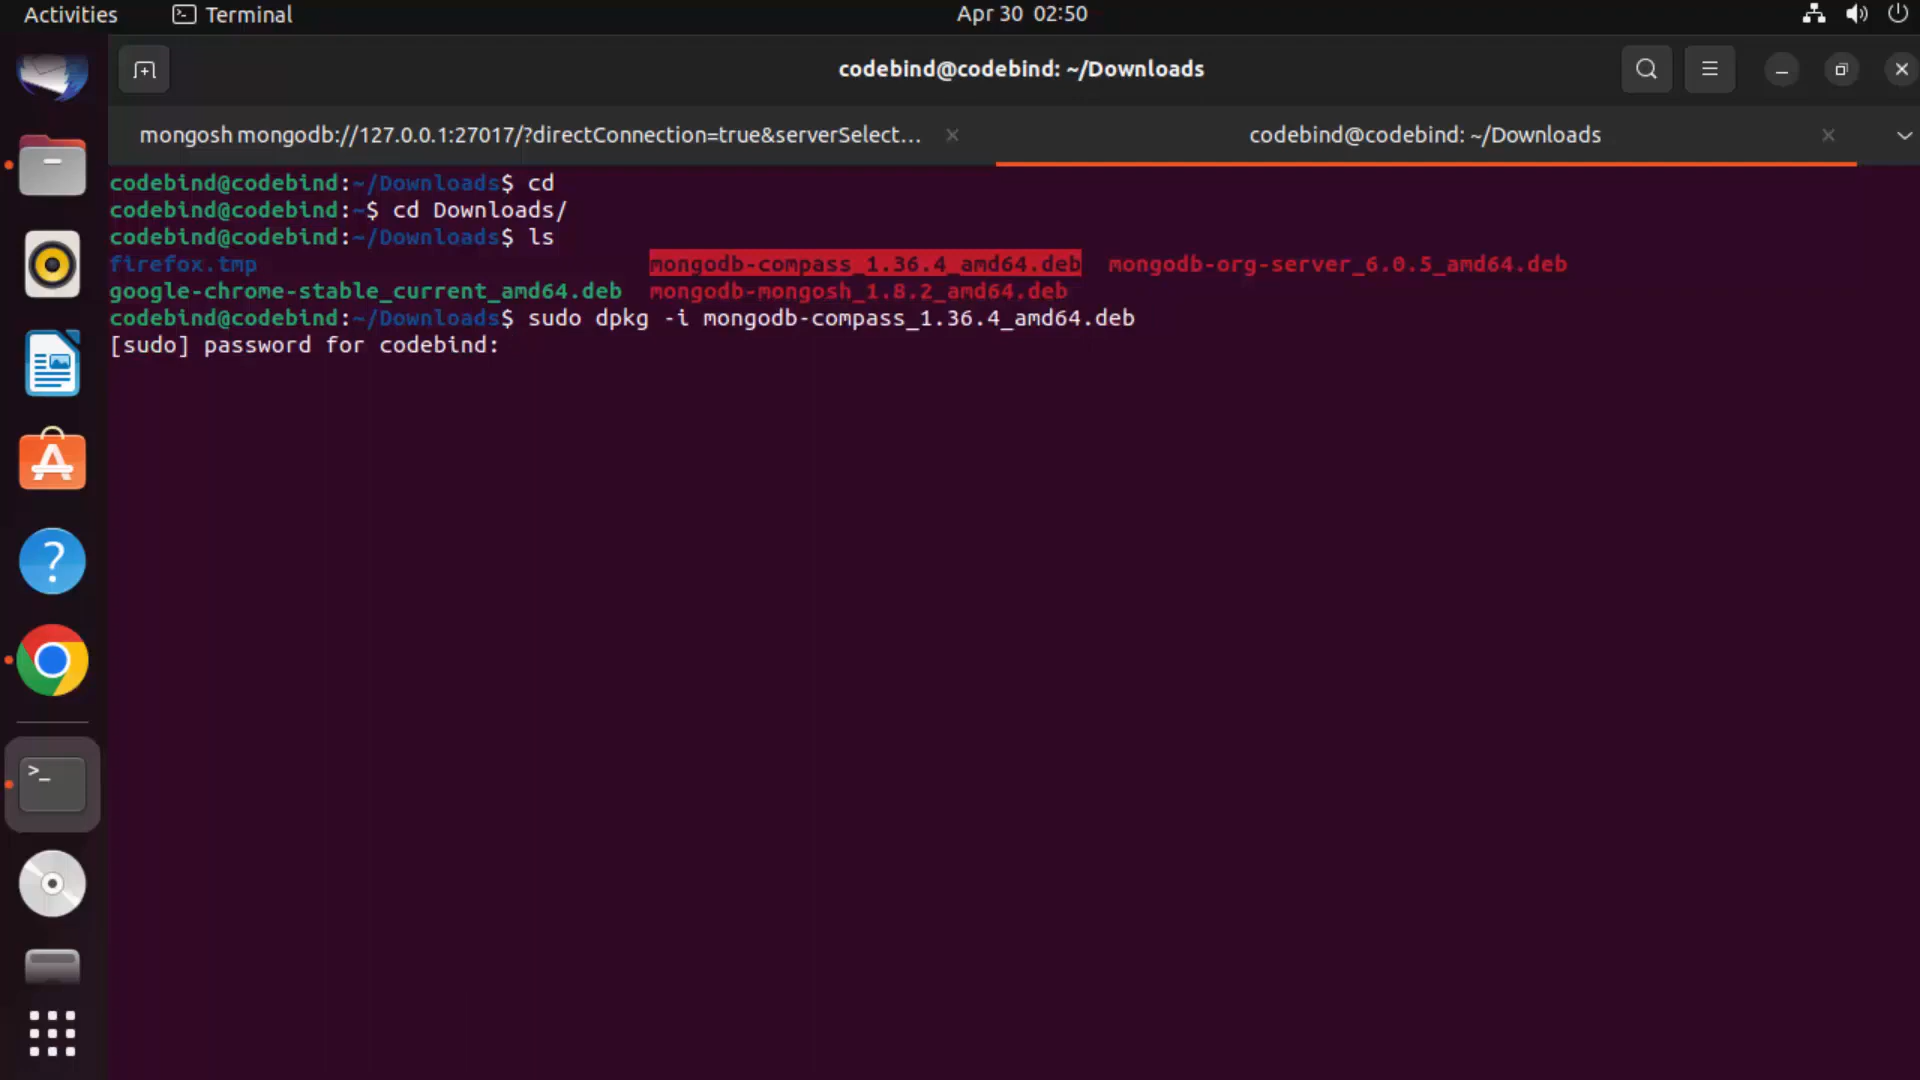 Activities Terminal Apr 30 02:50
codebind@codebind: ~/Downloads
mongosh mongodb://127.0.0.1:27017/?directConnection=true&serverSelect... codebind@codebind: ~/Downloads
codebind@codebind:~/Downloads$ cd
codebind@codebind:~$ cd Downloads/
codebind@codebind:~/Downloads$ ls
firefox.tmp mongodb-compass_1.36.4_amd64.deb mongodb-org-server_6.0.5_amd64.deb
google-chrome-stable_current_amd64.deb mongodb-mongosh_1.8.2_amd64.deb
codebind@codebind:~/Downloads$ sudo dpkg -i mongodb-compass_1.36.4_amd64.deb
[sudo] password for codebind: